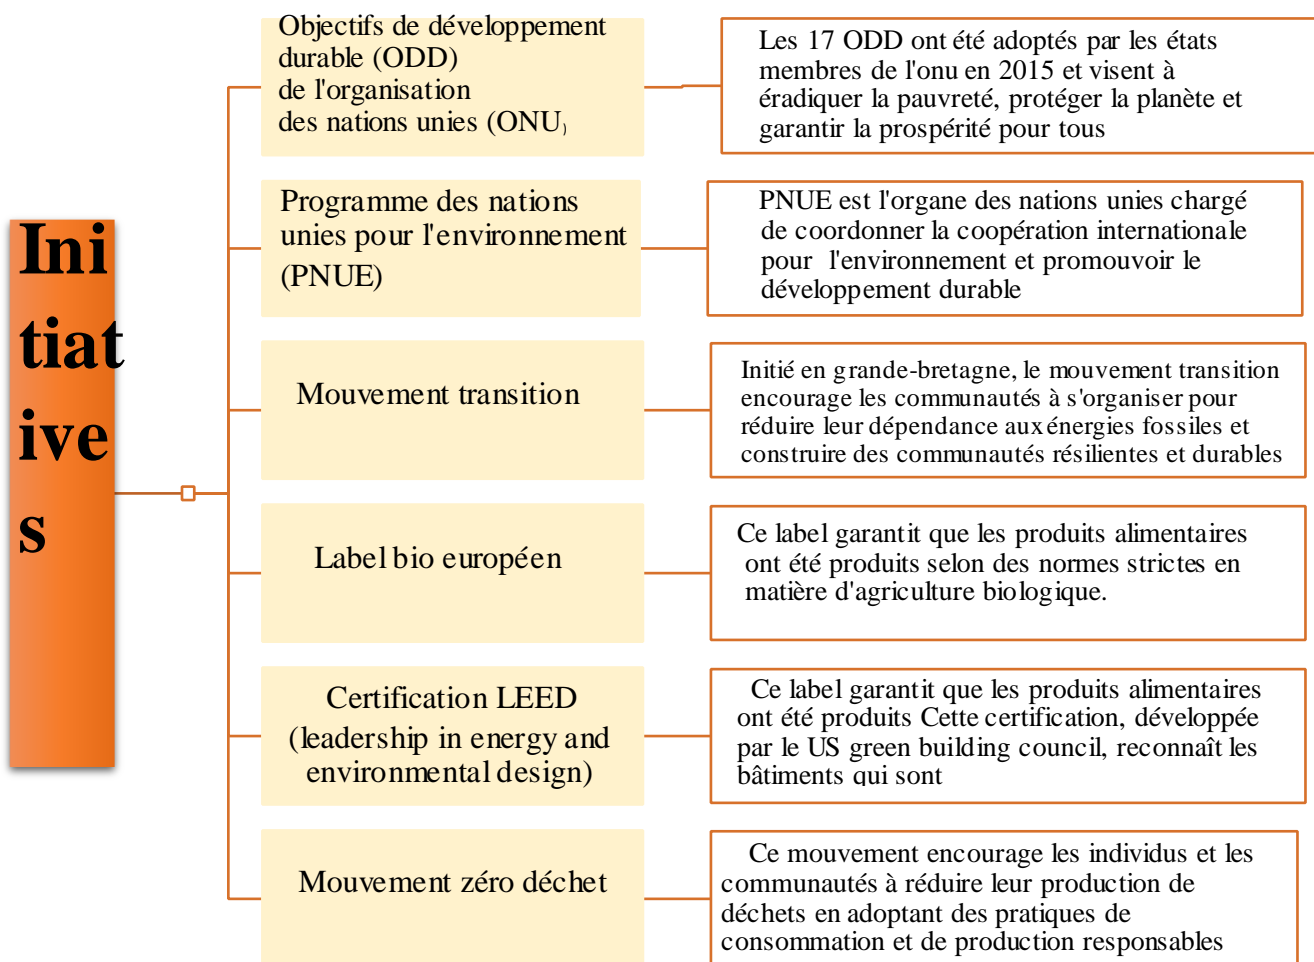 Ini
tiat
ive
s
Objectifs de développement
durable (ODD)
de l'organisation
des nations unies (ONU)
Les 17 ODD ont été adoptés par les états
membres de l'onu en 2015 et visent à
éradiquer la pauvreté, protéger la planète et
garantir la prospérité pour tous
Programme des nations
unies pour l'environnement
(PNUE)
PNUE est l'organe des nations unies chargé
de coordonner la coopération internationale
pour l'environnement et promouvoir le
développement durable
Mouvement transition
Initié en grande-bretagne, le mouvement transition
encourage les communautés à s'organiser pour
réduire leur dépendance aux énergies fossiles et
construire des communautés résilientes et durables
Label bio européen
Ce label garantit que les produits alimentaires
ont été produits selon des normes strictes en
matière d'agriculture biologique.
Certification LEED
(leadership in energy and
environmental design)
Ce label garantit que les produits alimentaires
ont été produits Cette certification, développée
par le US green building council, reconnaît les
bâtiments qui sont
Mouvement zéro déchet
Ce mouvement encourage les individus et les
communautés à réduire leur production de
déchets en adoptant des pratiques de
consommation et de production responsables